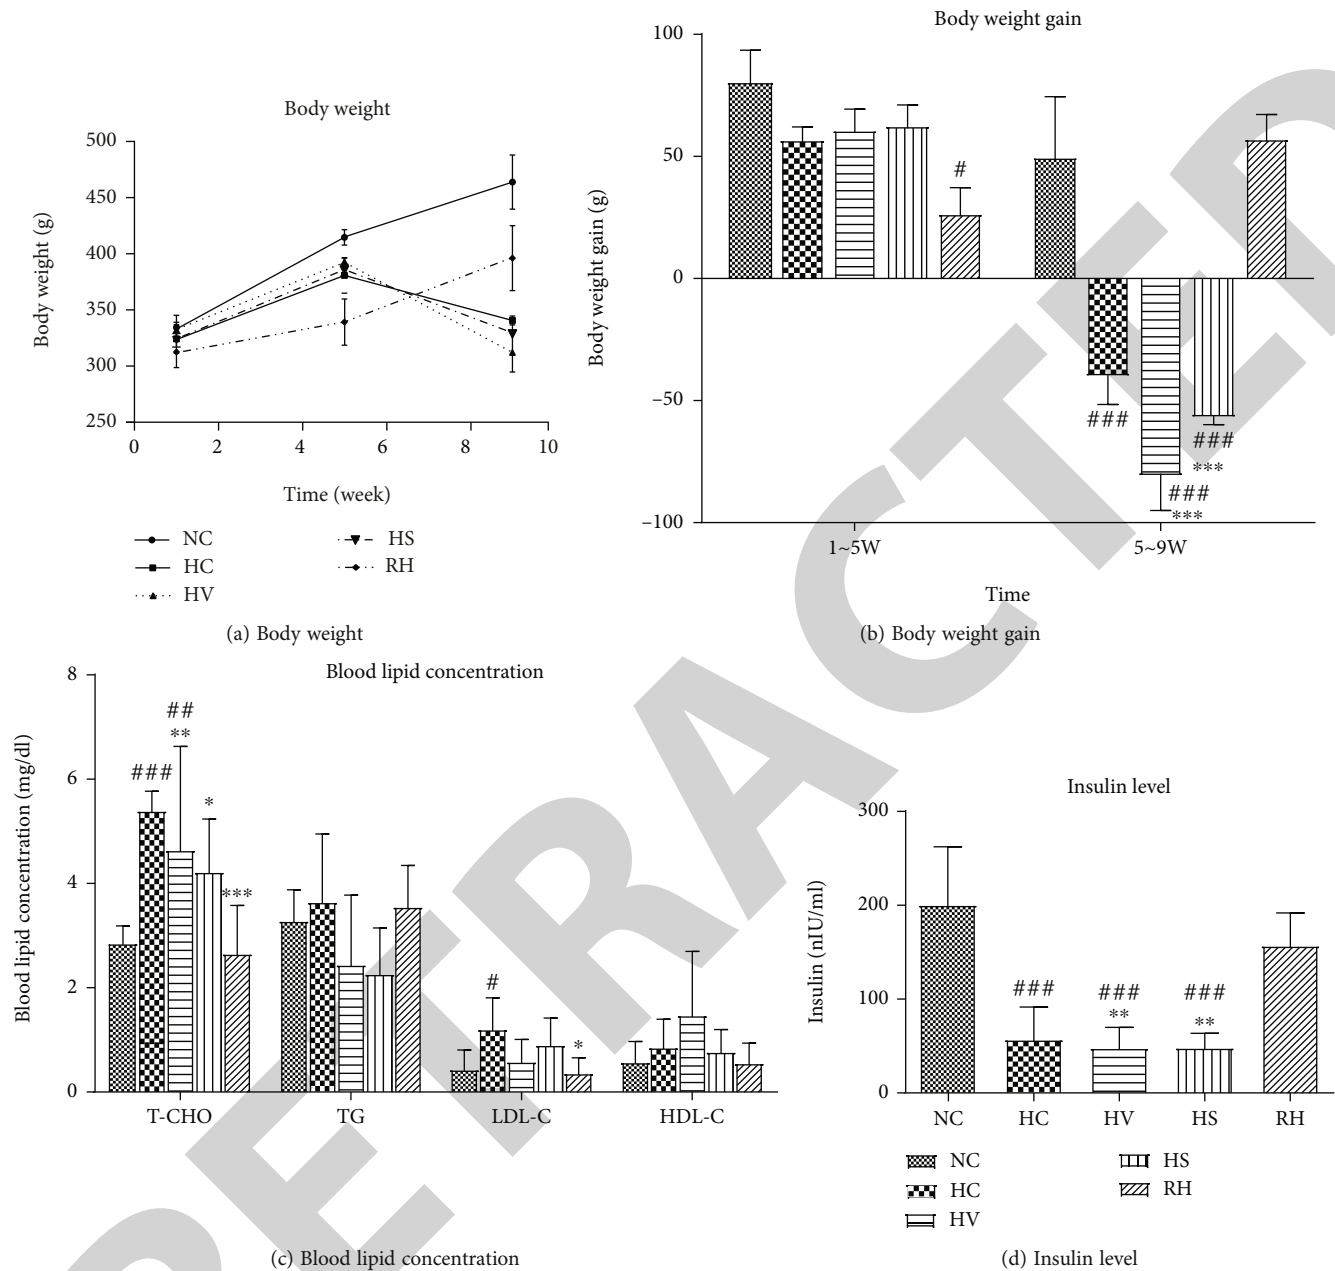 Body weight
Body weight (g)
500
450
400
350
300
250
0
2
4
6
8
10
Time (week)
NC
HC
HV
HS
RH
(a) Body weight
Body weight gain
Body weight gain (g)
100
50
0
−50
−100
#
###
###
***
###
***
1~5W
5~9W
Time
(b) Body weight gain
Blood lipid concentration
Blood lipid concentration (mg/dl)
8
6
4
2
0
###
##
**
*
***
#
*
T-CHO
TG
LDL-C
HDL-C
(c) Blood lipid concentration
Insulin level
Insulin (nIU/ml)
300
200
100
0
###
###
**
###
**
NC
HC
HV
HS
RH
NC
HC
HV
HS
RH
(d) Insulin level
RETRACTED